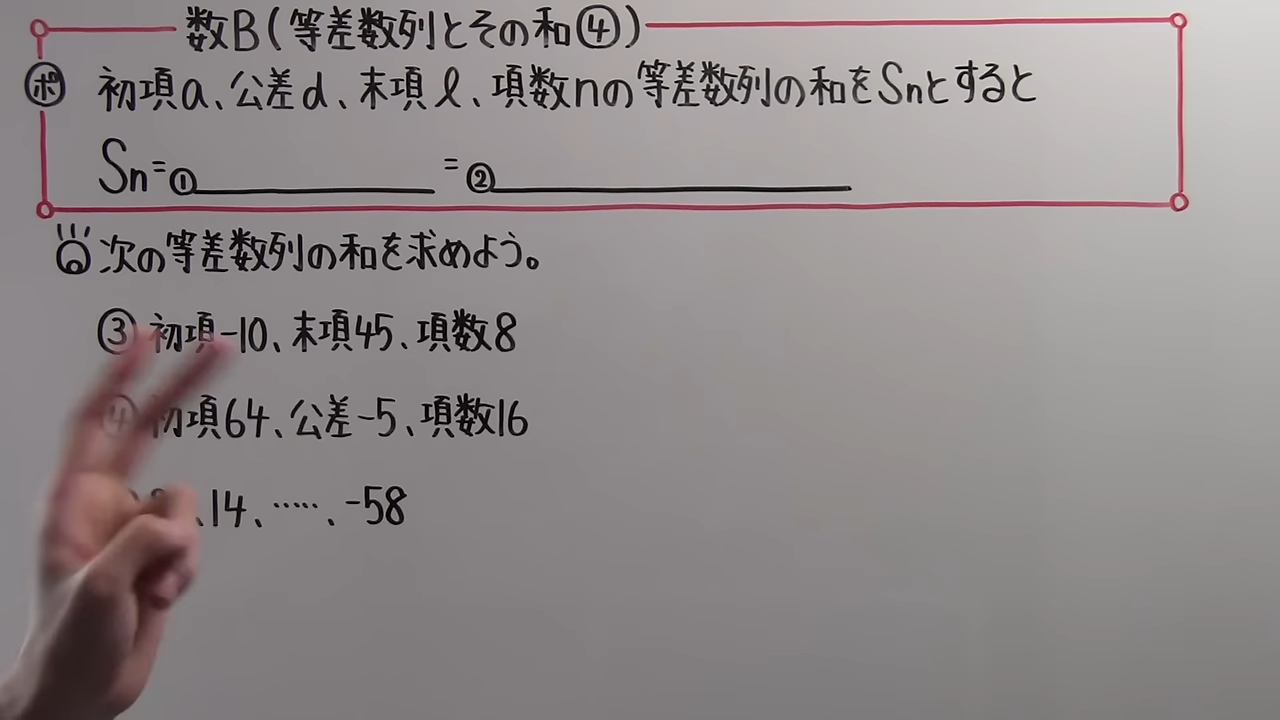 数B(等差数列とその和④)
ポ 初項a、公差d、末項l、項数nの等差数列の和をSnとすると
Sn=① =②
次の等差数列の和を求めよう。
③ 初項-10、末項45、項数8
④ 初項64、公差-5、項数16
、14、……、-58